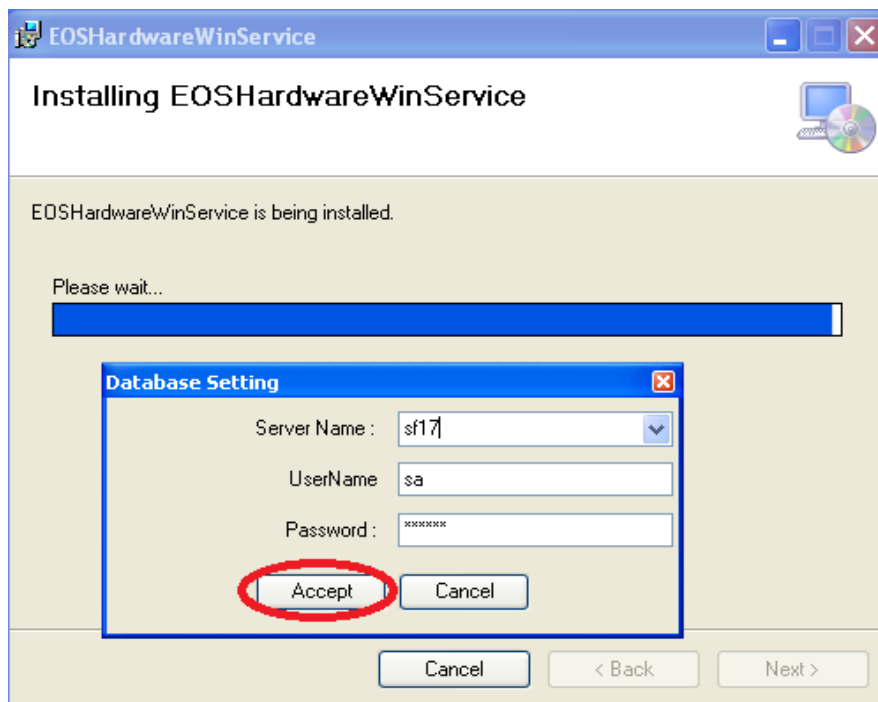 EOSHardwareWinService
Installing EOSHardwareWinService
EOSHardwareWinService is being installed.
Please wait...
Database Setting
Server Name : sf17
UserName sa
Password : ******
Accept Cancel
Cancel < Back Next >